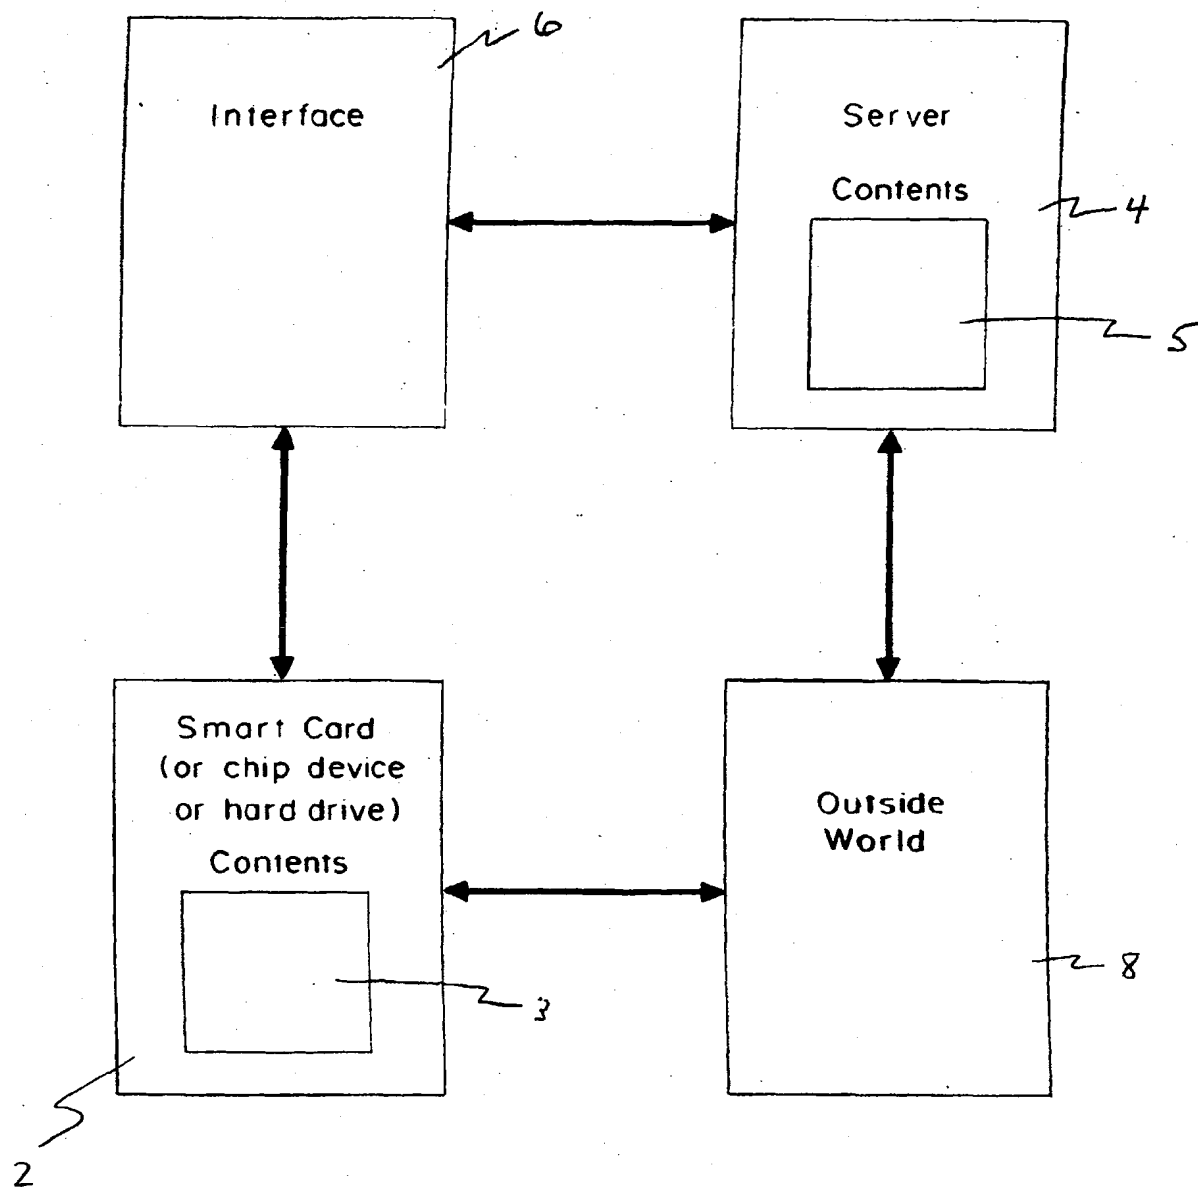 6
Interface
Server
Contents
4
5
Smart Card
(or chip device
or hard drive)
Contents
3
2
Outside
World
8